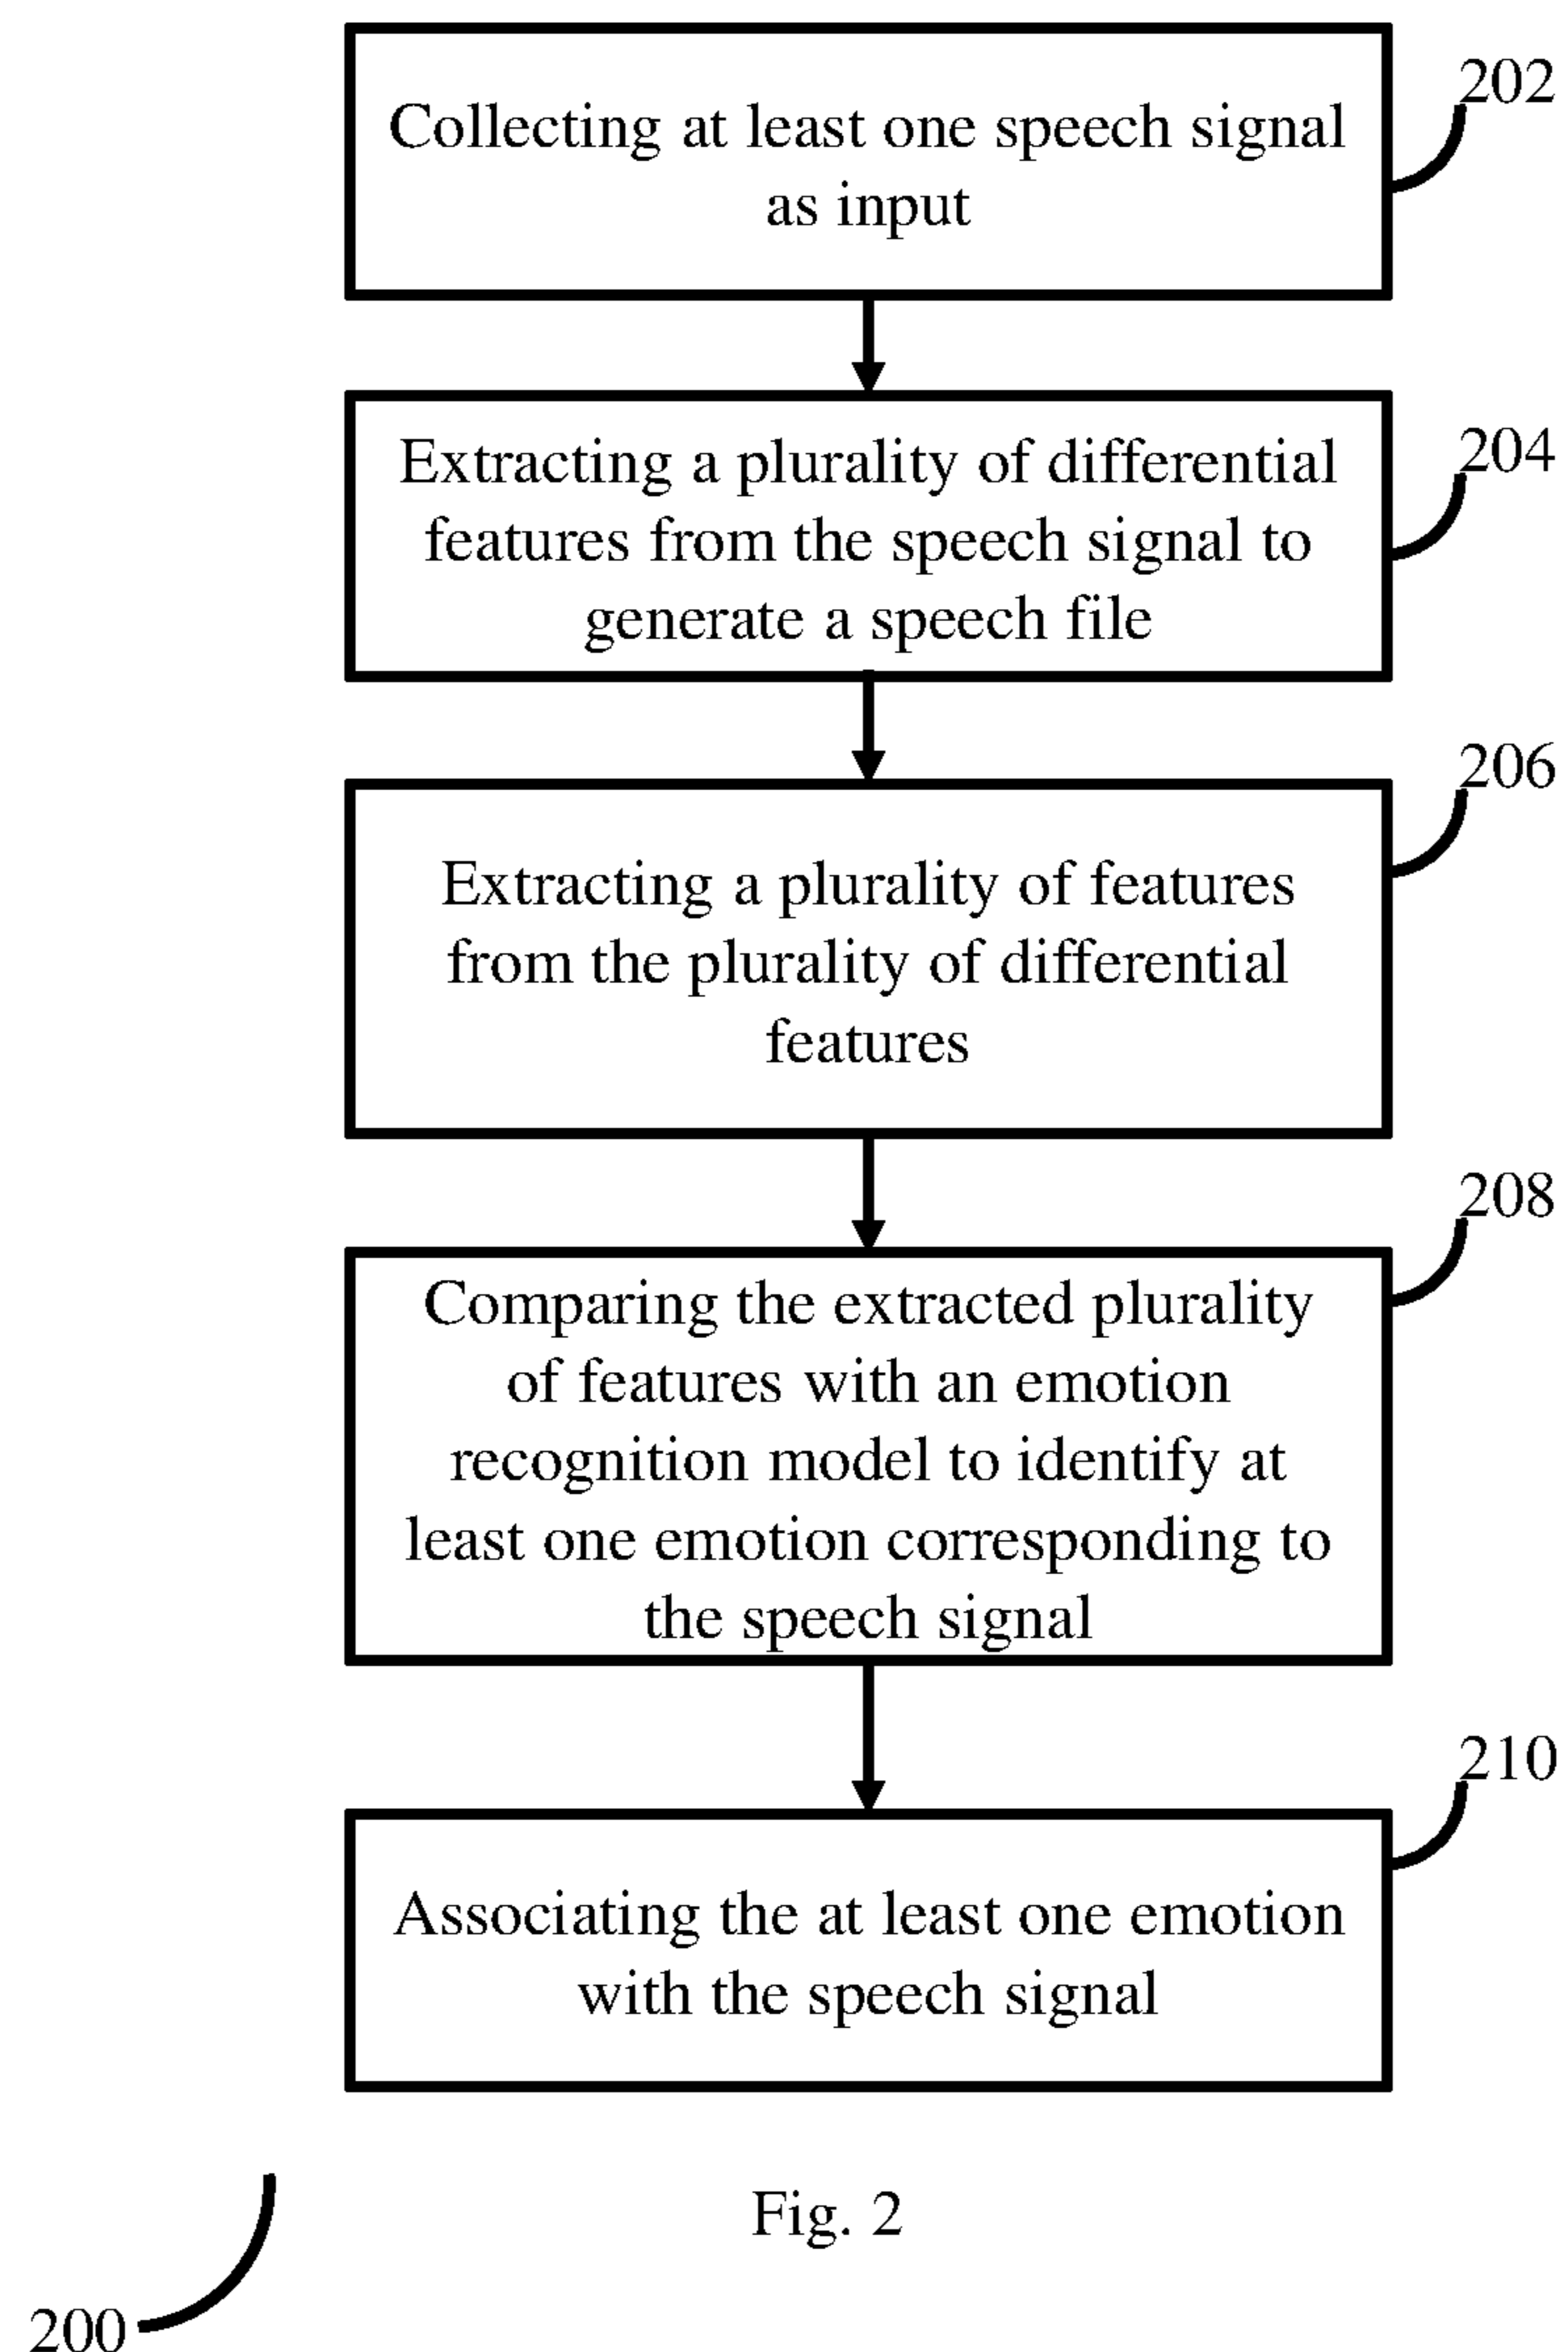 202
Collecting at least one speech signal
as input
204
Extracting a plurality of differential
features from the speech signal to
generate a speech file
206
Extracting a plurality of features
from the plurality of differential
features
208
Comparing the extracted plurality
of features with an emotion
recognition model to identify at
least one emotion corresponding to
the speech signal
210
Associating the at least one emotion
with the speech signal
Fig. 2
200